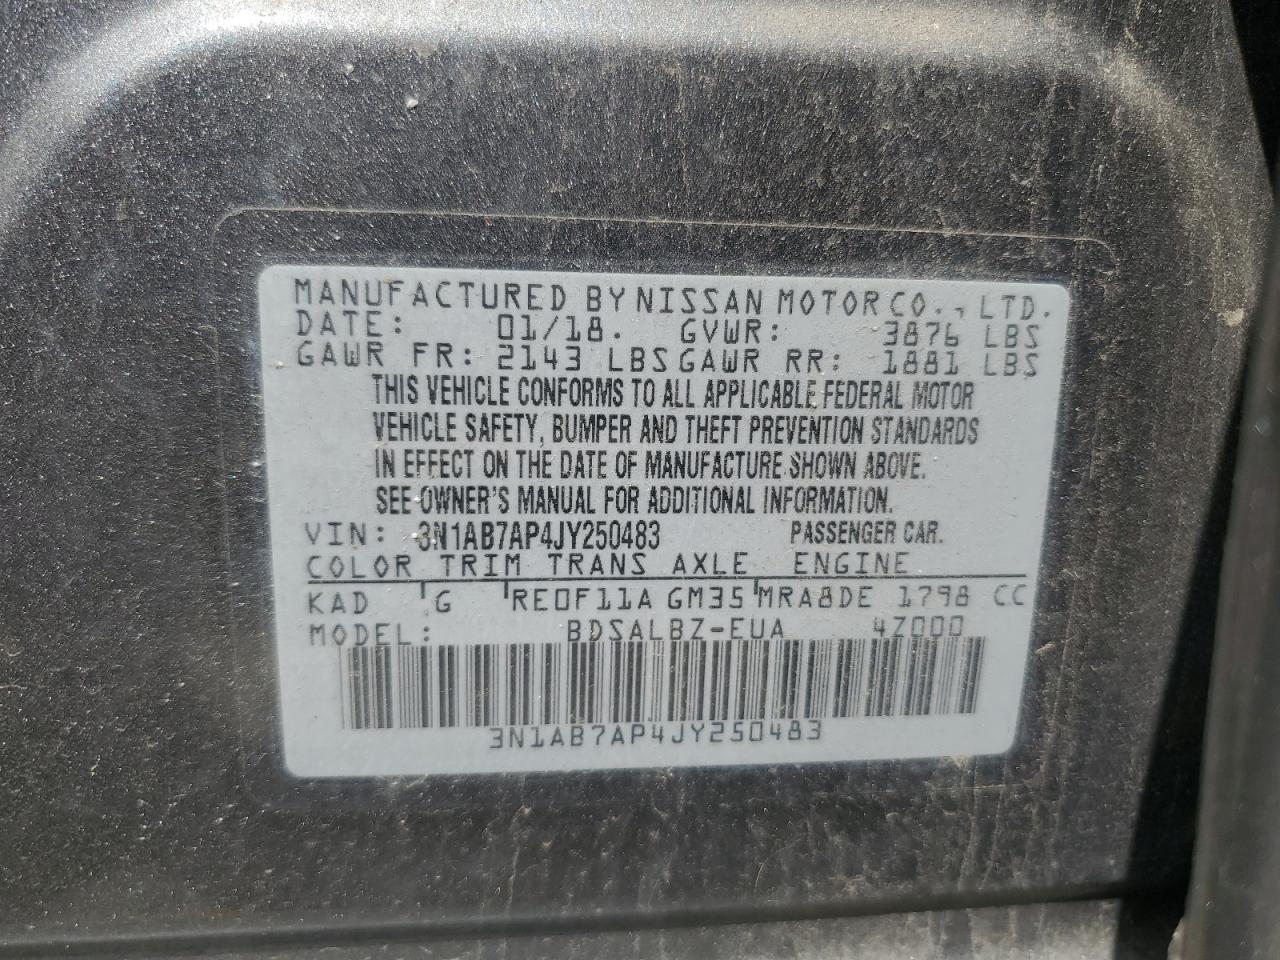 MANUFACTURED BY NISSAN MOTOR CO., LTD.
DATE: 01/18. GVWR: 3876 LBS
GAWR FR: 2143 LBS GAWR RR: 1881 LBS
THIS VEHICLE CONFORMS TO ALL APPLICABLE FEDERAL MOTOR
VEHICLE SAFETY, BUMPER AND THEFT PREVENTION STANDARDS
IN EFFECT ON THE DATE OF MANUFACTURE SHOWN ABOVE.
SEE OWNER'S MANUAL FOR ADDITIONAL INFORMATION.
VIN: 3N1AB7AP4JY250483 PASSENGER CAR.
COLOR TRIM TRANS AXLE ENGINE
KAD G RE0F11A GM35 MRA8DE 1798 CC
MODEL: BDSALBZ-EUA 4Z000
3N1AB7AP4JY250483